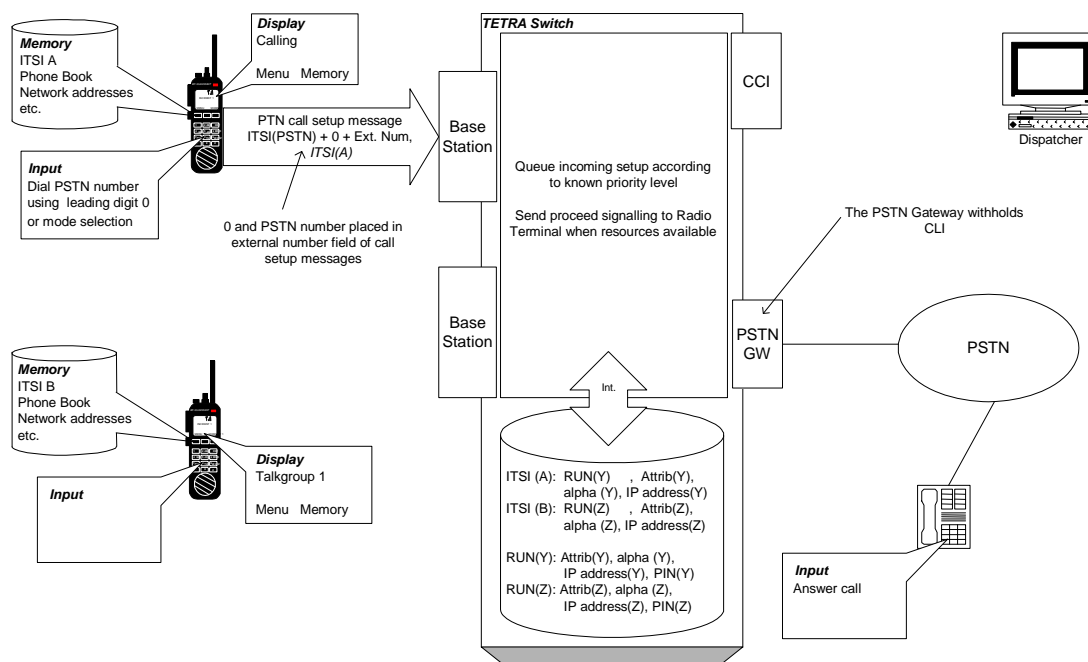 TETRA Switch
Memory
ITSI A
Phone Book
Network addresses
etc.
Display
Calling
Menu Memory
PTN call setup message
ITSI(PSTN) + 0 + Ext. Num,
ITSI(A)
Input
Dial PSTN number
using leading digit 0
or mode selection
0 and PSTN number placed in
external number field of call
setup messages
Base
Station
Base
Station
Queue incoming setup according
to known priority level
Send proceed signalling to Radio
Terminal when resources available
CCI
Dispatcher
The PSTN Gateway withholds
CLI
PSTN
GW
PSTN
Int.
Memory
ITSI B
Phone Book
Network addresses
etc.
Display
Talkgroup 1
Menu Memory
Input
ITSI (A): RUN(Y) , Attrib(Y),
alpha (Y), IP address(Y)
ITSI (B): RUN(Z) , Attrib(Z),
alpha (Z), IP address(Z)
RUN(Y): Attrib(Y), alpha (Y),
IP address(Y), PIN(Y)
RUN(Z): Attrib(Z), alpha (Z),
IP address(Z), PIN(Z)
Input
Answer call